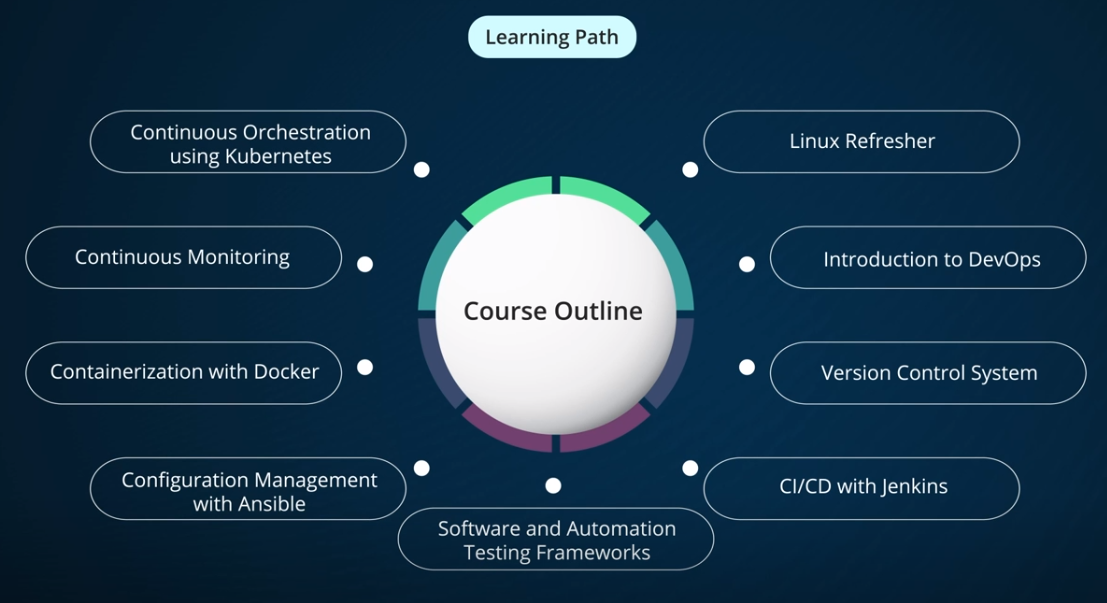 Learning Path
Continuous Orchestration
using Kubernetes
Linux Refresher
Continuous Monitoring
Introduction to DevOps
Course Outline
Containerization with Docker
Version Control System
Configuration Management
with Ansible
CI/CD with Jenkins
Software and Automation
Testing Frameworks